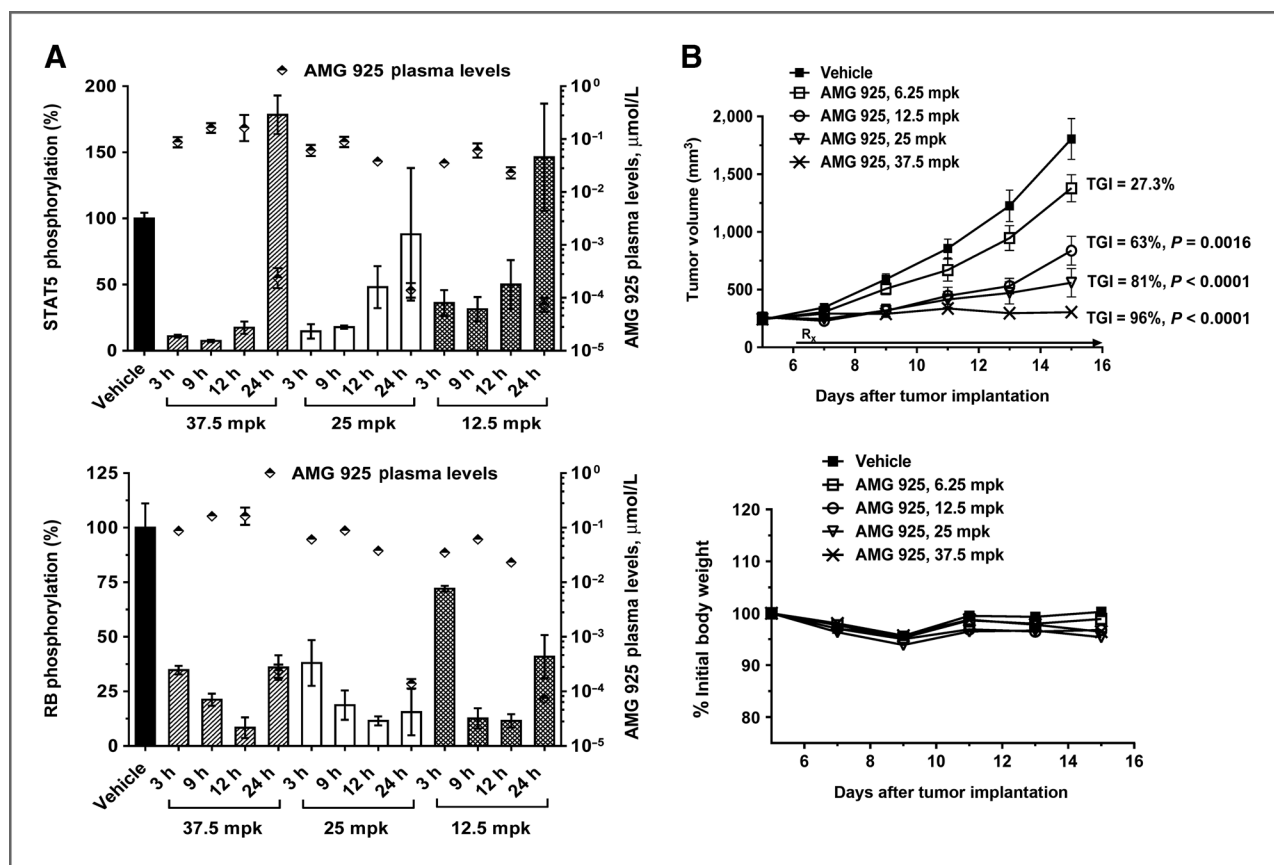 A
AMG 925 plasma levels
STAT5 phosphorylation (%)
200
150
100
50
0
10⁰
10⁻¹
10⁻²
10⁻³
10⁻⁴
10⁻⁵
AMG 925 plasma levels, μmol/L
Vehicle
3 h
9 h
12 h
24 h
3 h
9 h
12 h
24 h
3 h
9 h
12 h
24 h
37.5 mpk
25 mpk
12.5 mpk
AMG 925 plasma levels
RB phosphorylation (%)
125
100
75
50
25
0
10⁰
10⁻¹
10⁻²
10⁻³
10⁻⁴
10⁻⁵
AMG 925 plasma levels, μmol/L
Vehicle
3 h
9 h
12 h
24 h
3 h
9 h
12 h
24 h
3 h
9 h
12 h
24 h
37.5 mpk
25 mpk
12.5 mpk
B
Vehicle
AMG 925, 6.25 mpk
AMG 925, 12.5 mpk
AMG 925, 25 mpk
AMG 925, 37.5 mpk
Tumor volume (mm³)
2,000
1,500
1,000
500
0
TGI = 27.3%
TGI = 63%, P = 0.0016
TGI = 81%, P < 0.0001
TGI = 96%, P < 0.0001
Rₓ
6
8
10
12
14
16
Days after tumor implantation
Vehicle
AMG 925, 6.25 mpk
AMG 925, 12.5 mpk
AMG 925, 25 mpk
AMG 925, 37.5 mpk
% Initial body weight
120
110
100
90
80
6
8
10
12
14
16
Days after tumor implantation